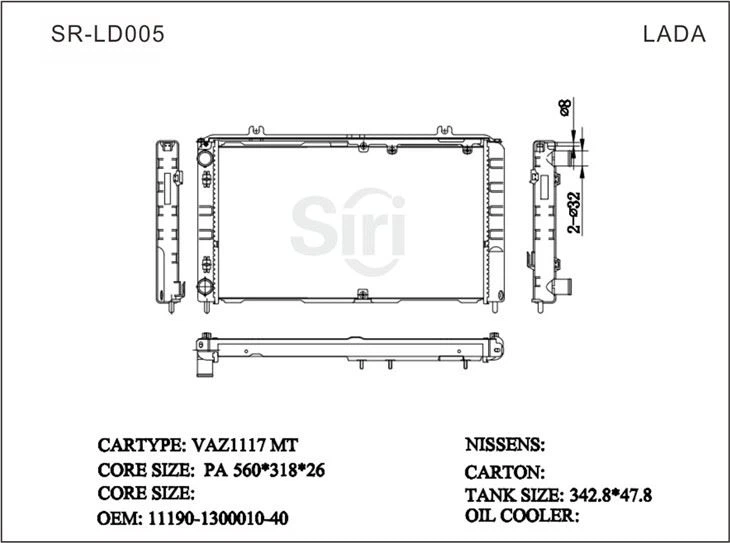 SR-LD005
LADA
ø8
2-ø32
Siri
CARTYPE: VAZ1117 MT
CORE SIZE: PA 560*318*26
CORE SIZE:
OEM: 11190-1300010-40
NISSENS:
CARTON:
TANK SIZE: 342.8*47.8
OIL COOLER: